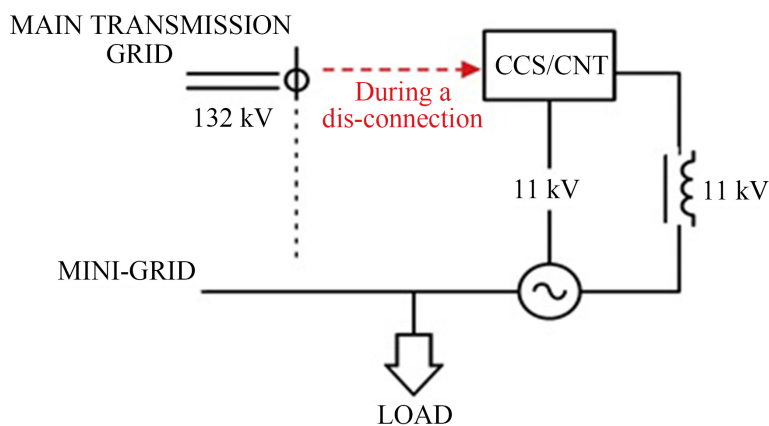 MAIN TRANSMISSION
GRID
132 kV
During a
dis-connection
CCS/CNT
11 kV
11 kV
MINI-GRID
LOAD